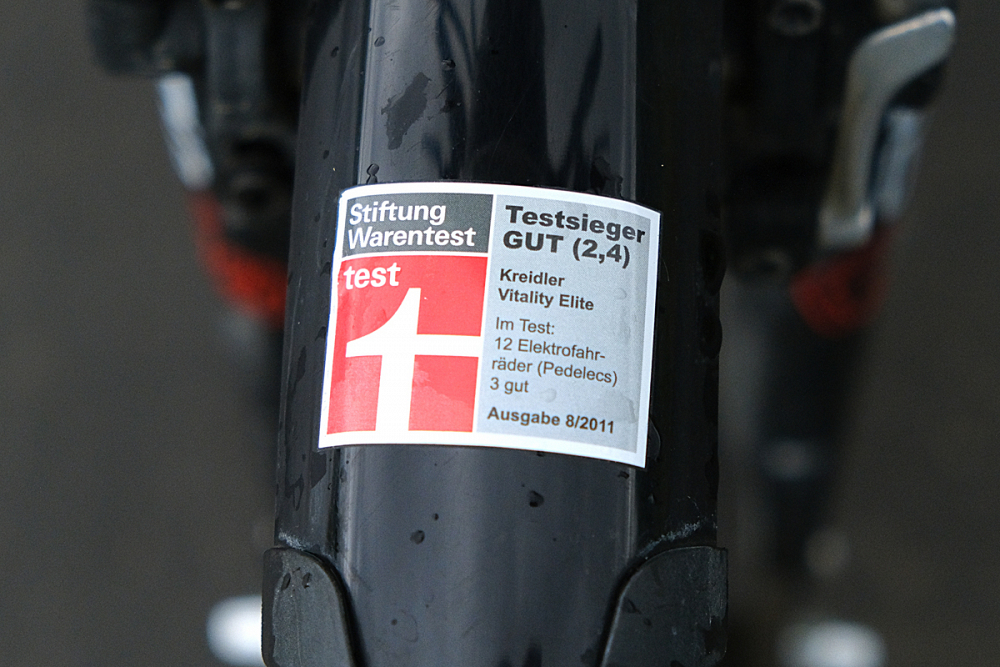 Stiftung
Warentest
test
Testsieger
GUT (2,4)
Kreidler
Vitality Elite
Im Test:
12 Elektrofahr-
räder (Pedelecs)
3 gut
Ausgabe 8/2011